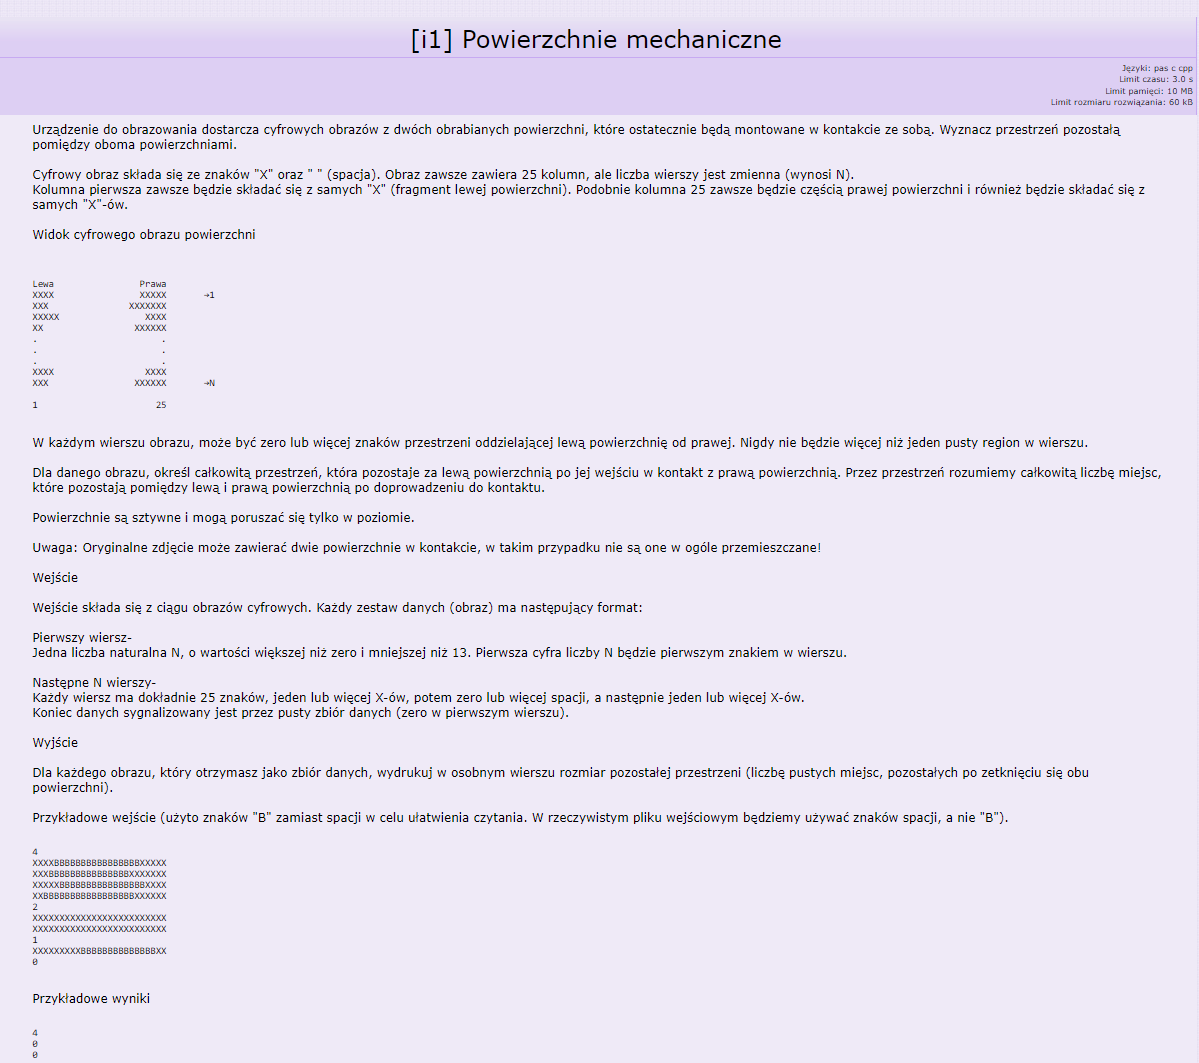 [i1] Powierzchnie mechaniczne
Języki: pas c cpp
Limit czasu: 3.0 s
Limit pamięci: 10 MB
Limit rozmiaru rozwiązania: 60 kB
Urządzenie do obrazowania dostarcza cyfrowych obrazów z dwóch obrabianych powierzchni, które ostatecznie będą montowane w kontakcie ze sobą. Wyznacz przestrzeń pozostałą
pomiędzy oboma powierzchniami.
Cyfrowy obraz składa się ze znaków "X" oraz " " (spacja). Obraz zawsze zawiera 25 kolumn, ale liczba wierszy jest zmienna (wynosi N).
Kolumna pierwsza zawsze będzie składać się z samych "X" (fragment lewej powierzchni). Podobnie kolumna 25 zawsze będzie częścią prawej powierzchni i również będzie składać się z
samych "X"-ów.
Widok cyfrowego obrazu powierzchni
Lewa                Prawa
XXXX                XXXXX       →1
XXX               XXXXXXX
XXXXX                XXXX
XX                 XXXXXX
.                       .
.                       .
.                       .
XXXX                 XXXX
XXX                XXXXXX       →N
1                      25
W każdym wierszu obrazu, może być zero lub więcej znaków przestrzeni oddzielającej lewą powierzchnię od prawej. Nigdy nie będzie więcej niż jeden pusty region w wierszu.
Dla danego obrazu, określ całkowitą przestrzeń, która pozostaje za lewą powierzchnią po jej wejściu w kontakt z prawą powierzchnią. Przez przestrzeń rozumiemy całkowitą liczbę miejsc,
które pozostają pomiędzy lewą i prawą powierzchnią po doprowadzeniu do kontaktu.
Powierzchnie są sztywne i mogą poruszać się tylko w poziomie.
Uwaga: Oryginalne zdjęcie może zawierać dwie powierzchnie w kontakcie, w takim przypadku nie są one w ogóle przemieszczane!
Wejście
Wejście składa się z ciągu obrazów cyfrowych. Każdy zestaw danych (obraz) ma następujący format:
Pierwszy wiersz-
Jedna liczba naturalna N, o wartości większej niż zero i mniejszej niż 13. Pierwsza cyfra liczby N będzie pierwszym znakiem w wierszu.
Następne N wierszy-
Każdy wiersz ma dokładnie 25 znaków, jeden lub więcej X-ów, potem zero lub więcej spacji, a następnie jeden lub więcej X-ów.
Koniec danych sygnalizowany jest przez pusty zbiór danych (zero w pierwszym wierszu).
Wyjście
Dla każdego obrazu, który otrzymasz jako zbiór danych, wydrukuj w osobnym wierszu rozmiar pozostałej przestrzeni (liczbę pustych miejsc, pozostałych po zetknięciu się obu
powierzchni).
Przykładowe wejście (użyto znaków "B" zamiast spacji w celu ułatwienia czytania. W rzeczywistym pliku wejściowym będziemy używać znaków spacji, a nie "B").
4
XXXXBBBBBBBBBBBBBBBBXXXXX
XXXBBBBBBBBBBBBBBBXXXXXXX
XXXXXBBBBBBBBBBBBBBBBXXXX
XXBBBBBBBBBBBBBBBBBXXXXXX
2
XXXXXXXXXXXXXXXXXXXXXXXXX
XXXXXXXXXXXXXXXXXXXXXXXXX
1
XXXXXXXXXBBBBBBBBBBBBBBXX
0
Przykładowe wyniki
4
0
0